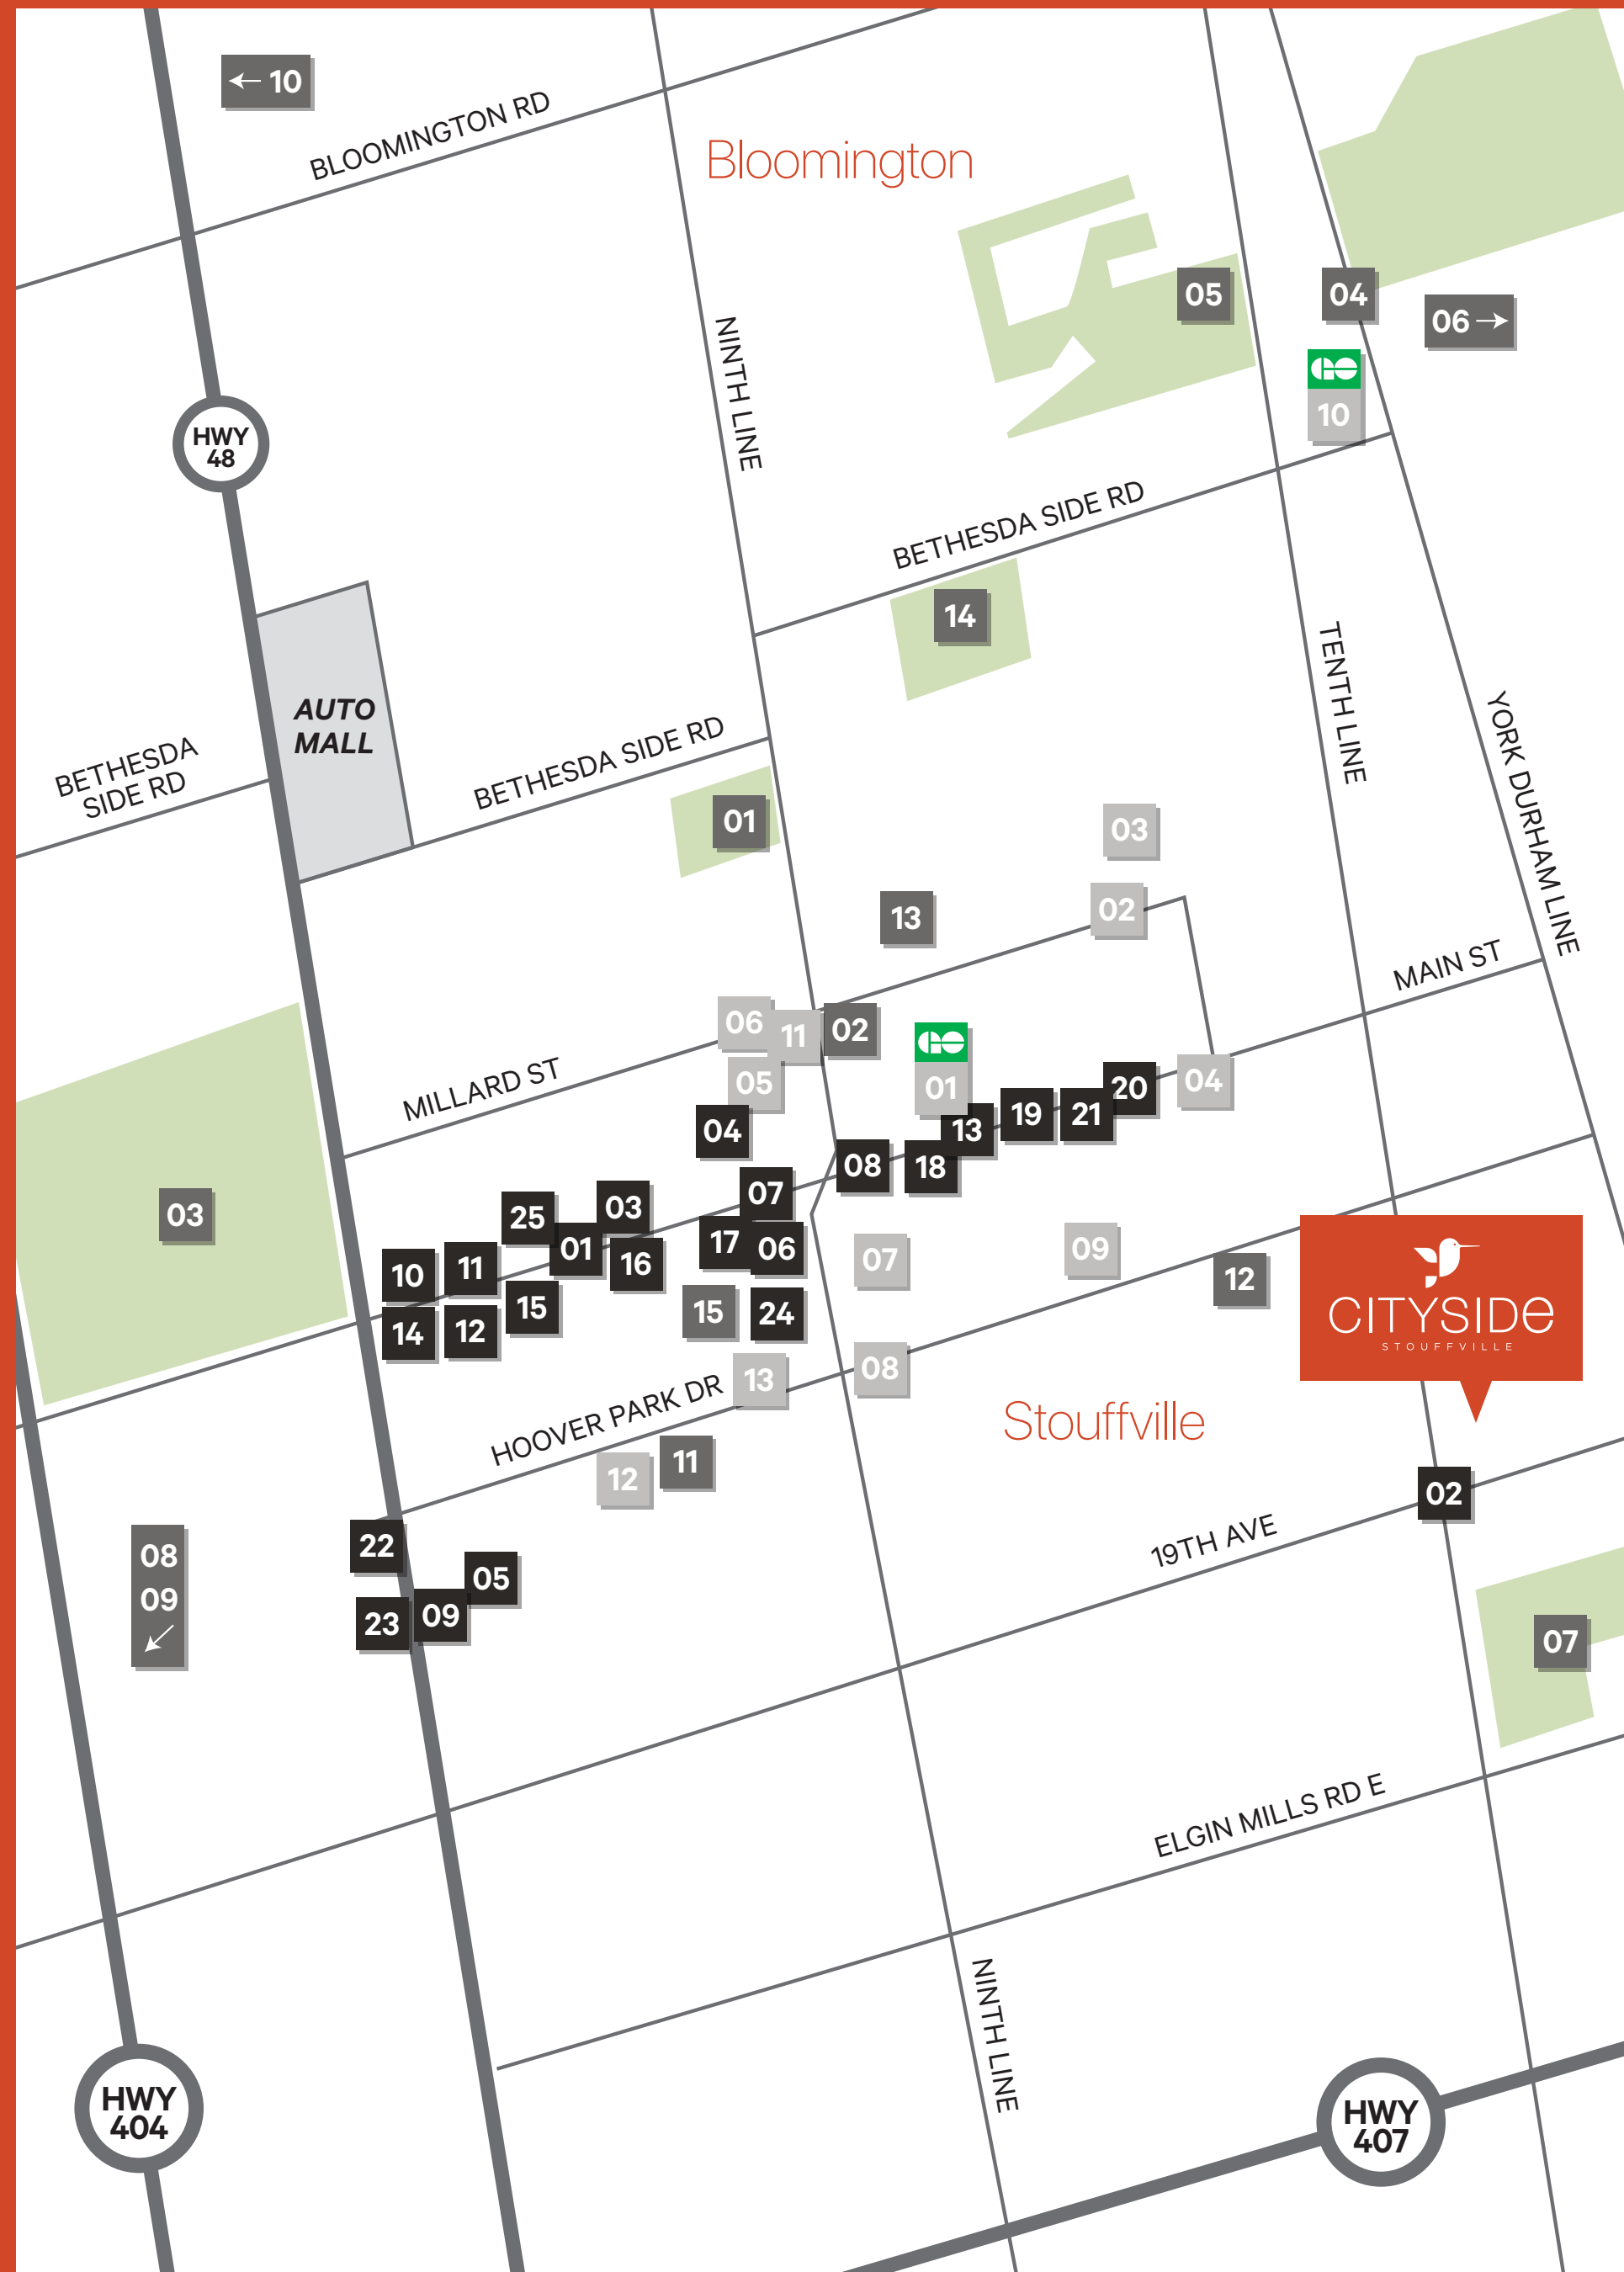 ← 10
BLOOMINGTON RD
Bloomington
05
04
06 →
GO
10
NINTH LINE
HWY
48
BETHESDA SIDE RD
14
TENTH LINE
AUTO
MALL
YORK DURHAM LINE
BETHESDA
SIDE RD
BETHESDA SIDE RD
01
03
02
13
MAIN ST
06
11
02
GO
01
MILLARD ST
05
04
20
04
19
21
13
04
08
18
07
03
25
03
01
17
06
16
07
09
10
11
12
15
15
24
14
12
CITYSIDe
STOUFFVILLE
13
08
HOOVER PARK DR
Stouffville
12
11
02
22
19TH AVE
08
09
↙
05
23
09
07
ELGIN MILLS RD E
NINTH LINE
HWY
404
HWY
407